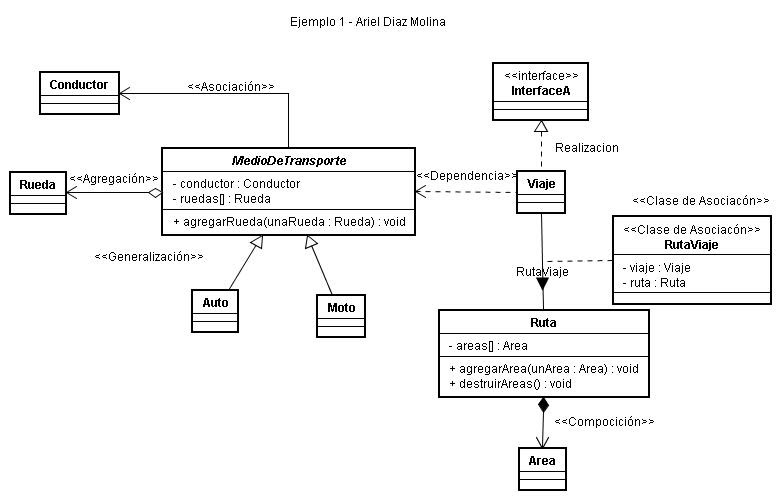 Ejemplo 1 - Ariel Diaz Molina
<<interface>>
InterfaceA
Conductor
<<Asociación>>
Realizacion
MedioDeTransporte
- conductor : Conductor
- ruedas[] : Rueda
+ agregarRueda(unaRueda : Rueda) : void
Rueda
<<Agregación>>
<<Dependencia>>
Viaje
<<Clase de Asociacón>>
<<Clase de Asociacón>>
RutaViaje
- viaje : Viaje
- ruta : Ruta
<<Generalización>>
RutaViaje
Auto
Moto
Ruta
- areas[] : Area
+ agregarArea(unArea : Area) : void
+ destruirAreas() : void
<<Compocición>>
Area